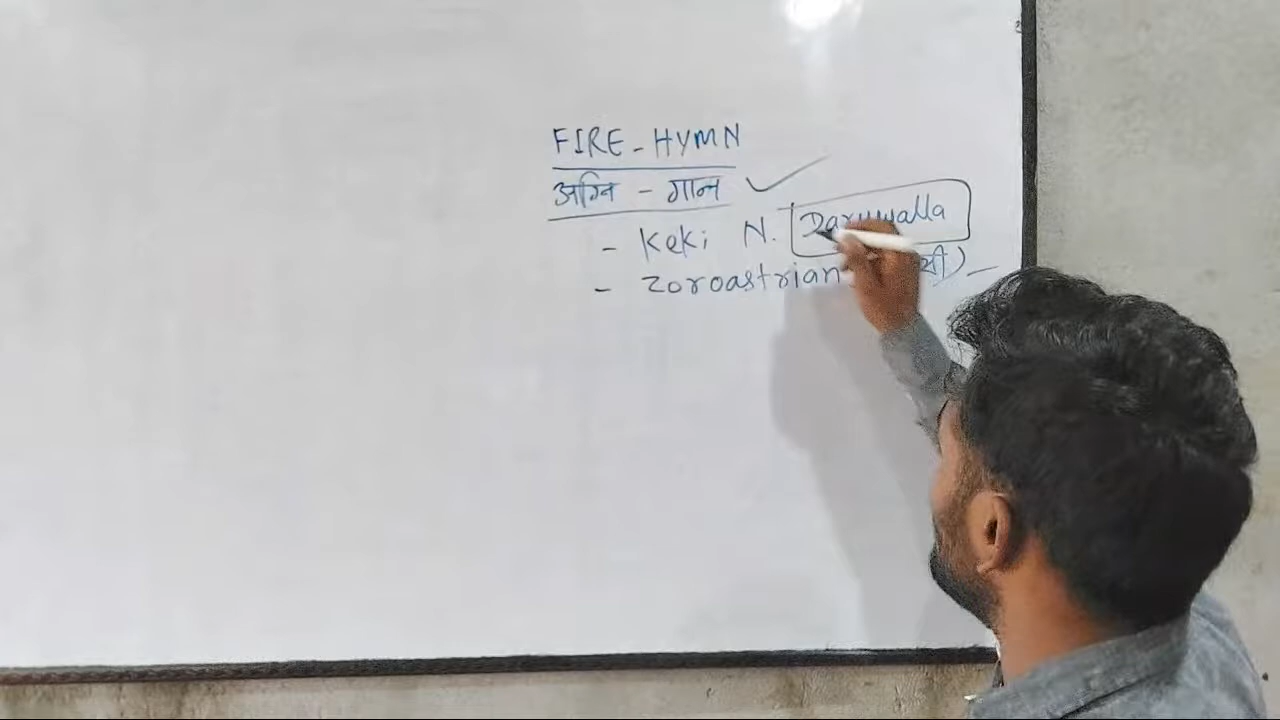 FIRE - HYMN
अग्नि - गान
- Keki N. Daruwalla
- Zoroastrian